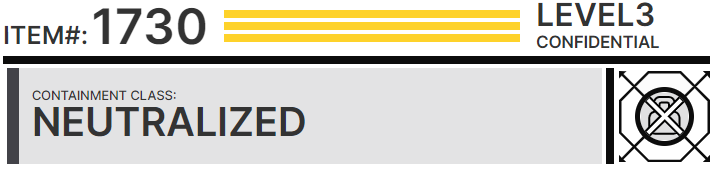 ITEM#: 1730
LEVEL3
CONFIDENTIAL
CONTAINMENT CLASS:
NEUTRALIZED